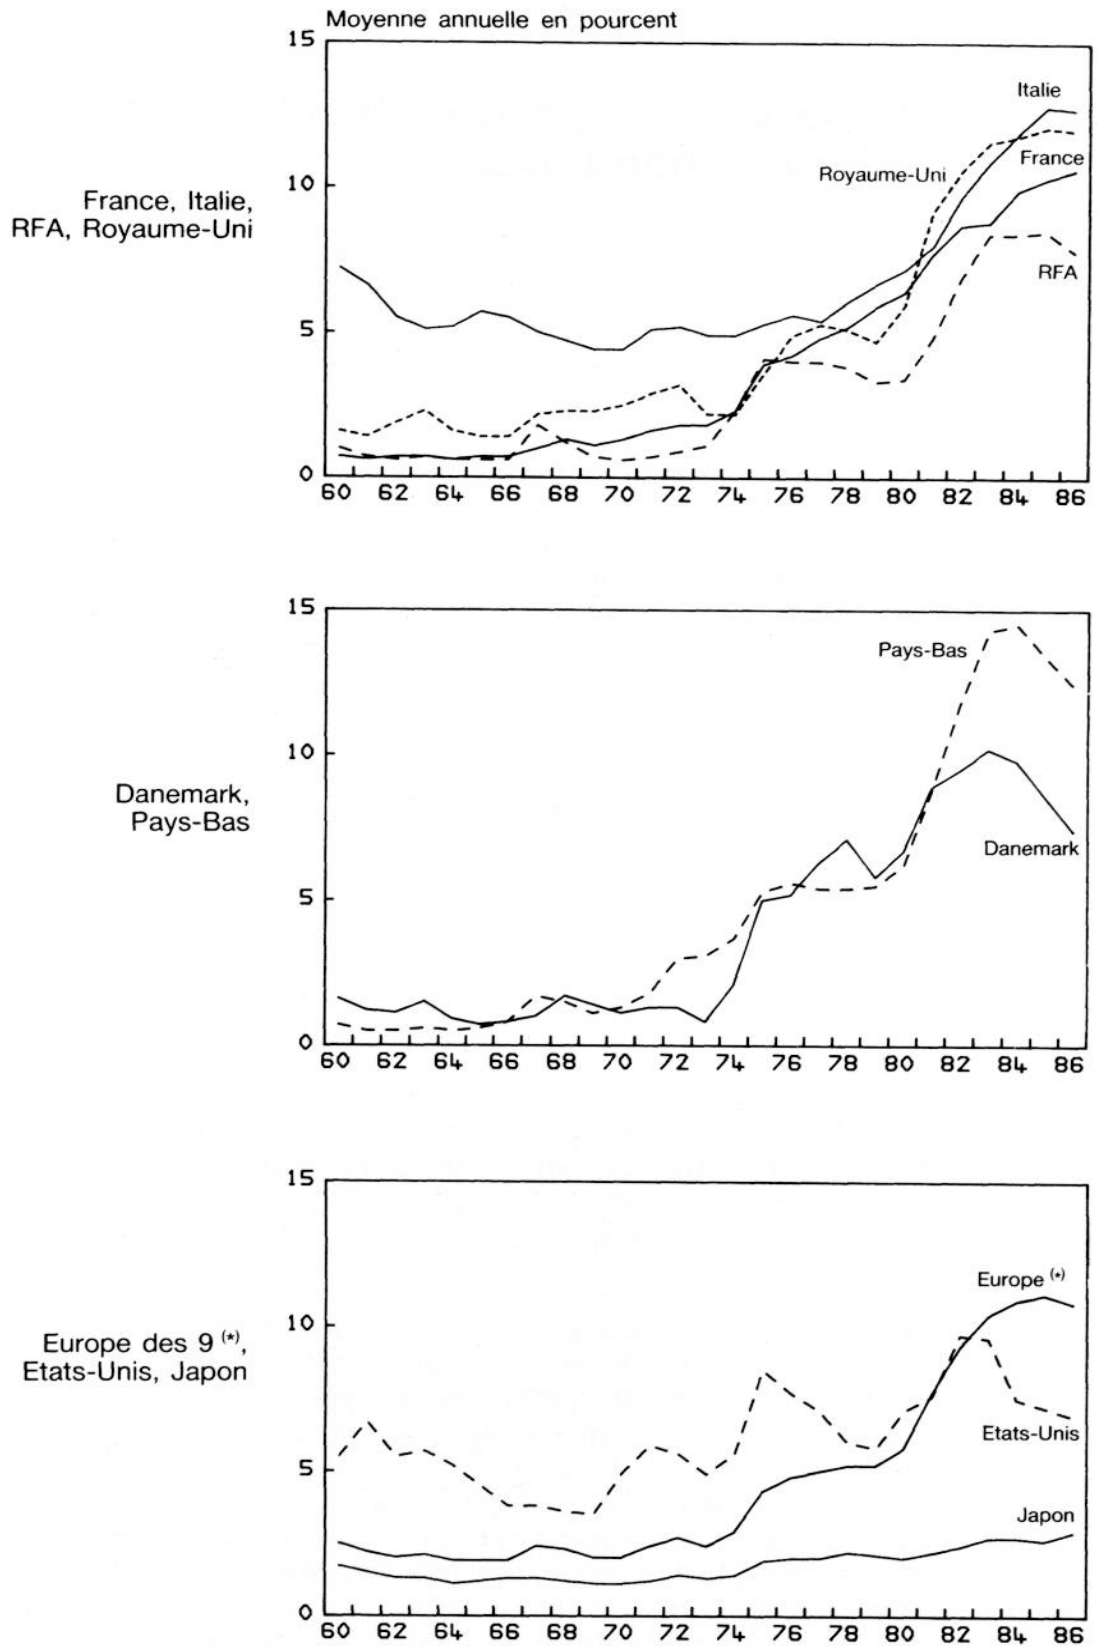 Moyenne annuelle en pourcent
15
Italie
Royaume-Uni
France
10
France, Italie,
RFA, Royaume-Uni
RFA
5
0
60 62 64 66 68 70 72 74 76 78 80 82 84 86
15
Pays-Bas
10
Danemark,
Pays-Bas
Danemark
5
0
60 62 64 66 68 70 72 74 76 78 80 82 84 86
15
Europe (*)
10
Europe des 9 (*),
Etats-Unis, Japon
Etats-Unis
5
Japon
0
60 62 64 66 68 70 72 74 76 78 80 82 84 86